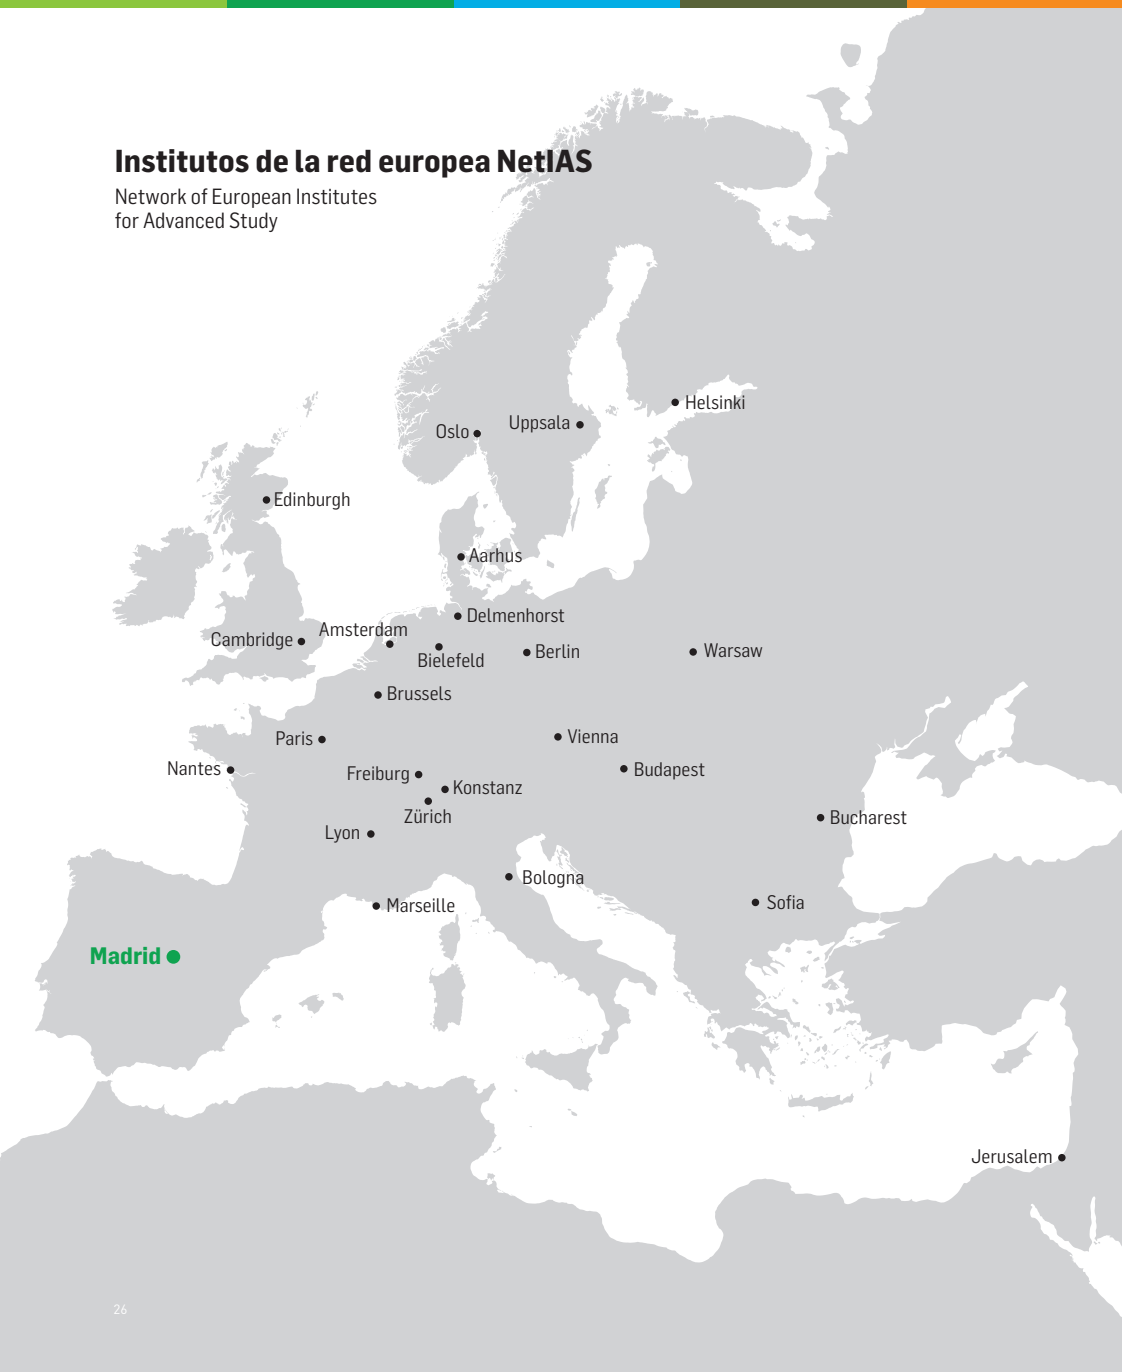 Institutos de la red europea NetIAS
Network of European Institutes
for Advanced Study
Helsinki
Uppsala
Oslo
Edinburgh
Aarhus
Delmenhorst
Amsterdam
Cambridge
Bielefeld
Berlin
Warsaw
Brussels
Paris
Vienna
Nantes
Freiburg
Budapest
Konstanz
Zürich
Bucharest
Lyon
Bologna
Marseille
Sofia
Madrid
Jerusalem
26